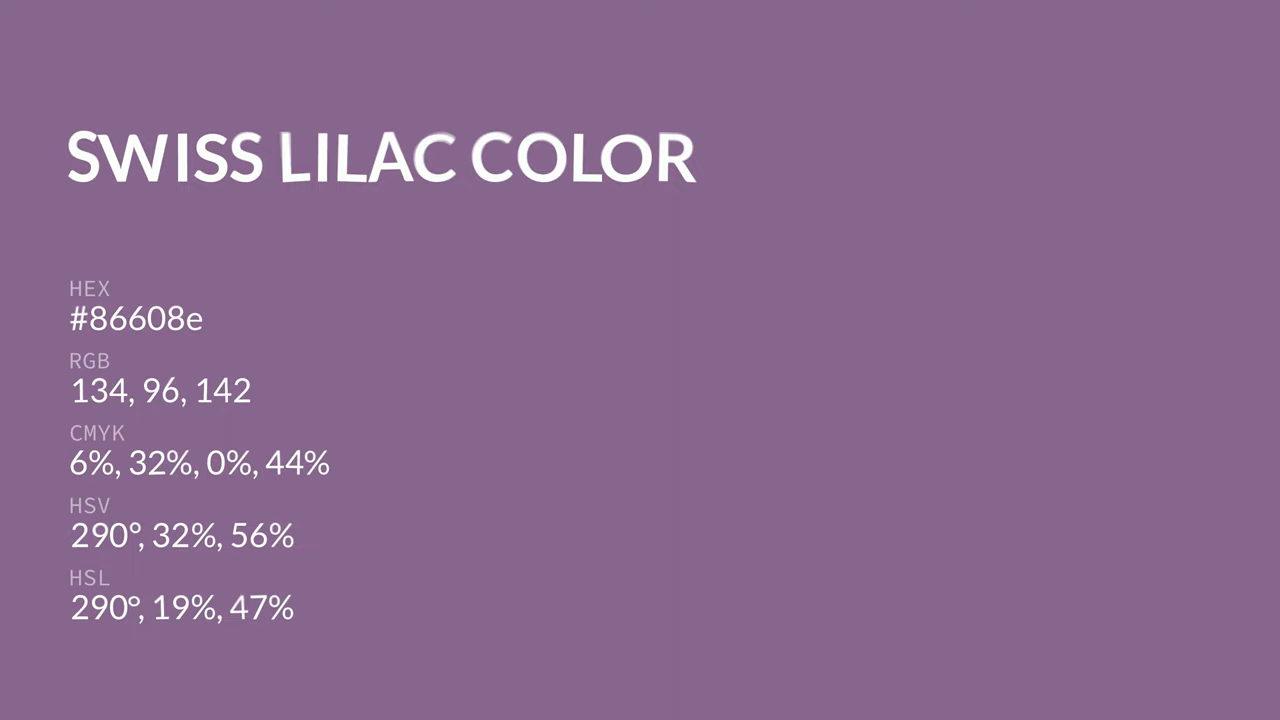 SWISS LILAC COLOR
HEX
#86608e
RGB
134, 96, 142
CMYK
6%, 32%, 0%, 44%
HSV
290°, 32%, 56%
HSL
290°, 19%, 47%